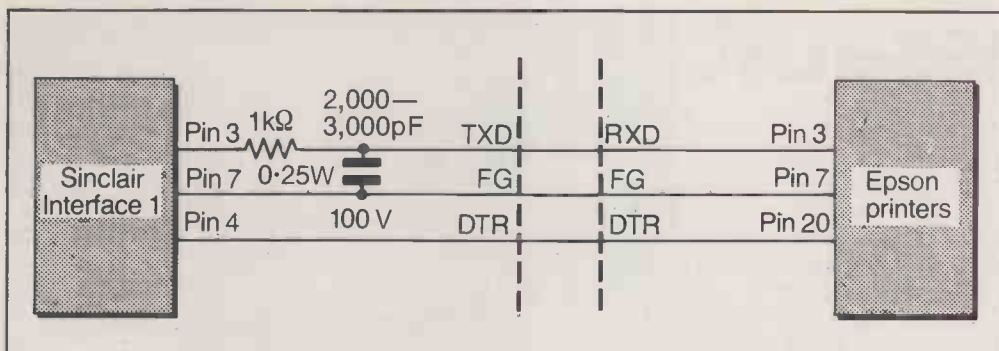 2,000—
3,000pF
1kΩ
0·25W
100 V
Sinclair
Interface 1
Pin 3
Pin 7
Pin 4
TXD
FG
DTR
RXD
FG
DTR
Pin 3
Pin 7
Pin 20
Epson
printers